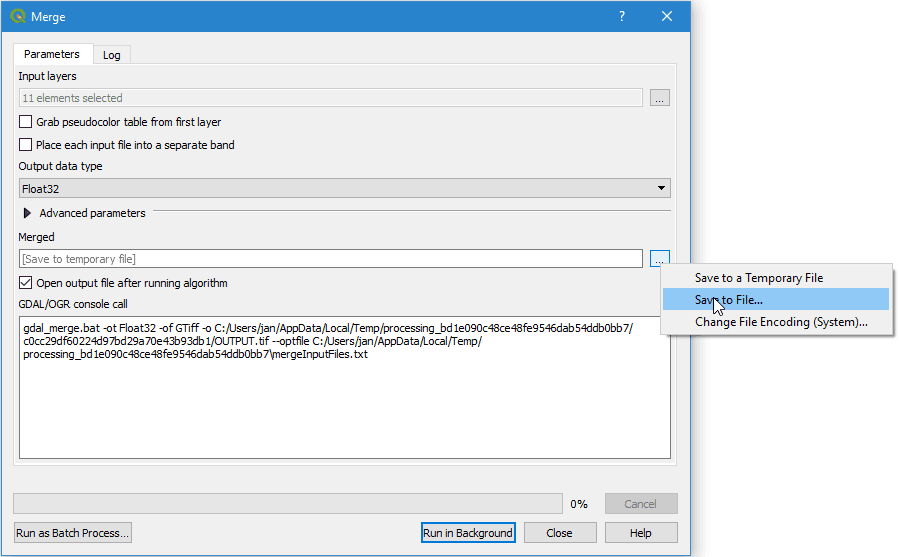 Merge
?
Parameters
Log
Input layers
11 elements selected
...
Grab pseudocolor table from first layer
Place each input file into a separate band
Output data type
Float32
Advanced parameters
Merged
[Save to temporary file]
...
Save to a Temporary File
Save to File...
Change File Encoding (System)...
Open output file after running algorithm
GDAL/OGR console call
gdal_merge.bat -ot Float32 -of GTiff -o C:/Users/jan/AppData/Local/Temp/processing_bd1e090c48ce48fe9546dab54ddb0bb7/
c0cc29df60224d97bd29a70e43b93db1/OUTPUT.tif --optfile C:/Users/jan/AppData/Local/Temp/
processing_bd1e090c48ce48fe9546dab54ddb0bb7\mergeInputFiles.txt
0%
Cancel
Run as Batch Process...
Run in Background
Close
Help